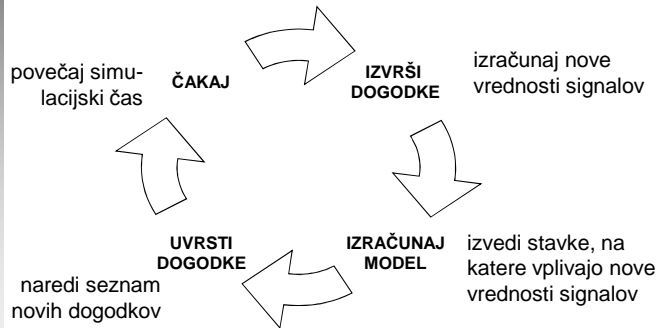 povečaj simu-
lacijski čas
ČAKAJ
IZVRŠI
DOGODKE
izračunaj nove
vrednosti signalov
UVRSTI
DOGODKE
naredi seznam
novih dogodkov
IZRAČUNAJ
MODEL
izvedi stavke, na
katere vplivajo nove
vrednosti signalov